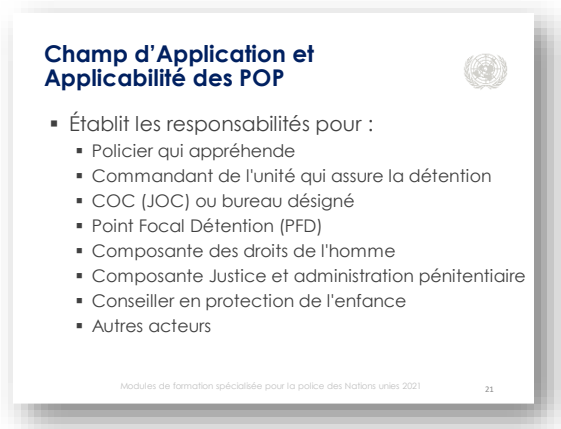 Champ d’Application et
Applicabilité des POP
▪ Établit les responsabilités pour :
▪ Policier qui appréhende
▪ Commandant de l'unité qui assure la détention
▪ COC (JOC) ou bureau désigné
▪ Point Focal Détention (PFD)
▪ Composante des droits de l'homme
▪ Composante Justice et administration pénitentiaire
▪ Conseiller en protection de l'enfance
▪ Autres acteurs
Modules de formation spécialisée pour la police des Nations unies 2021
21